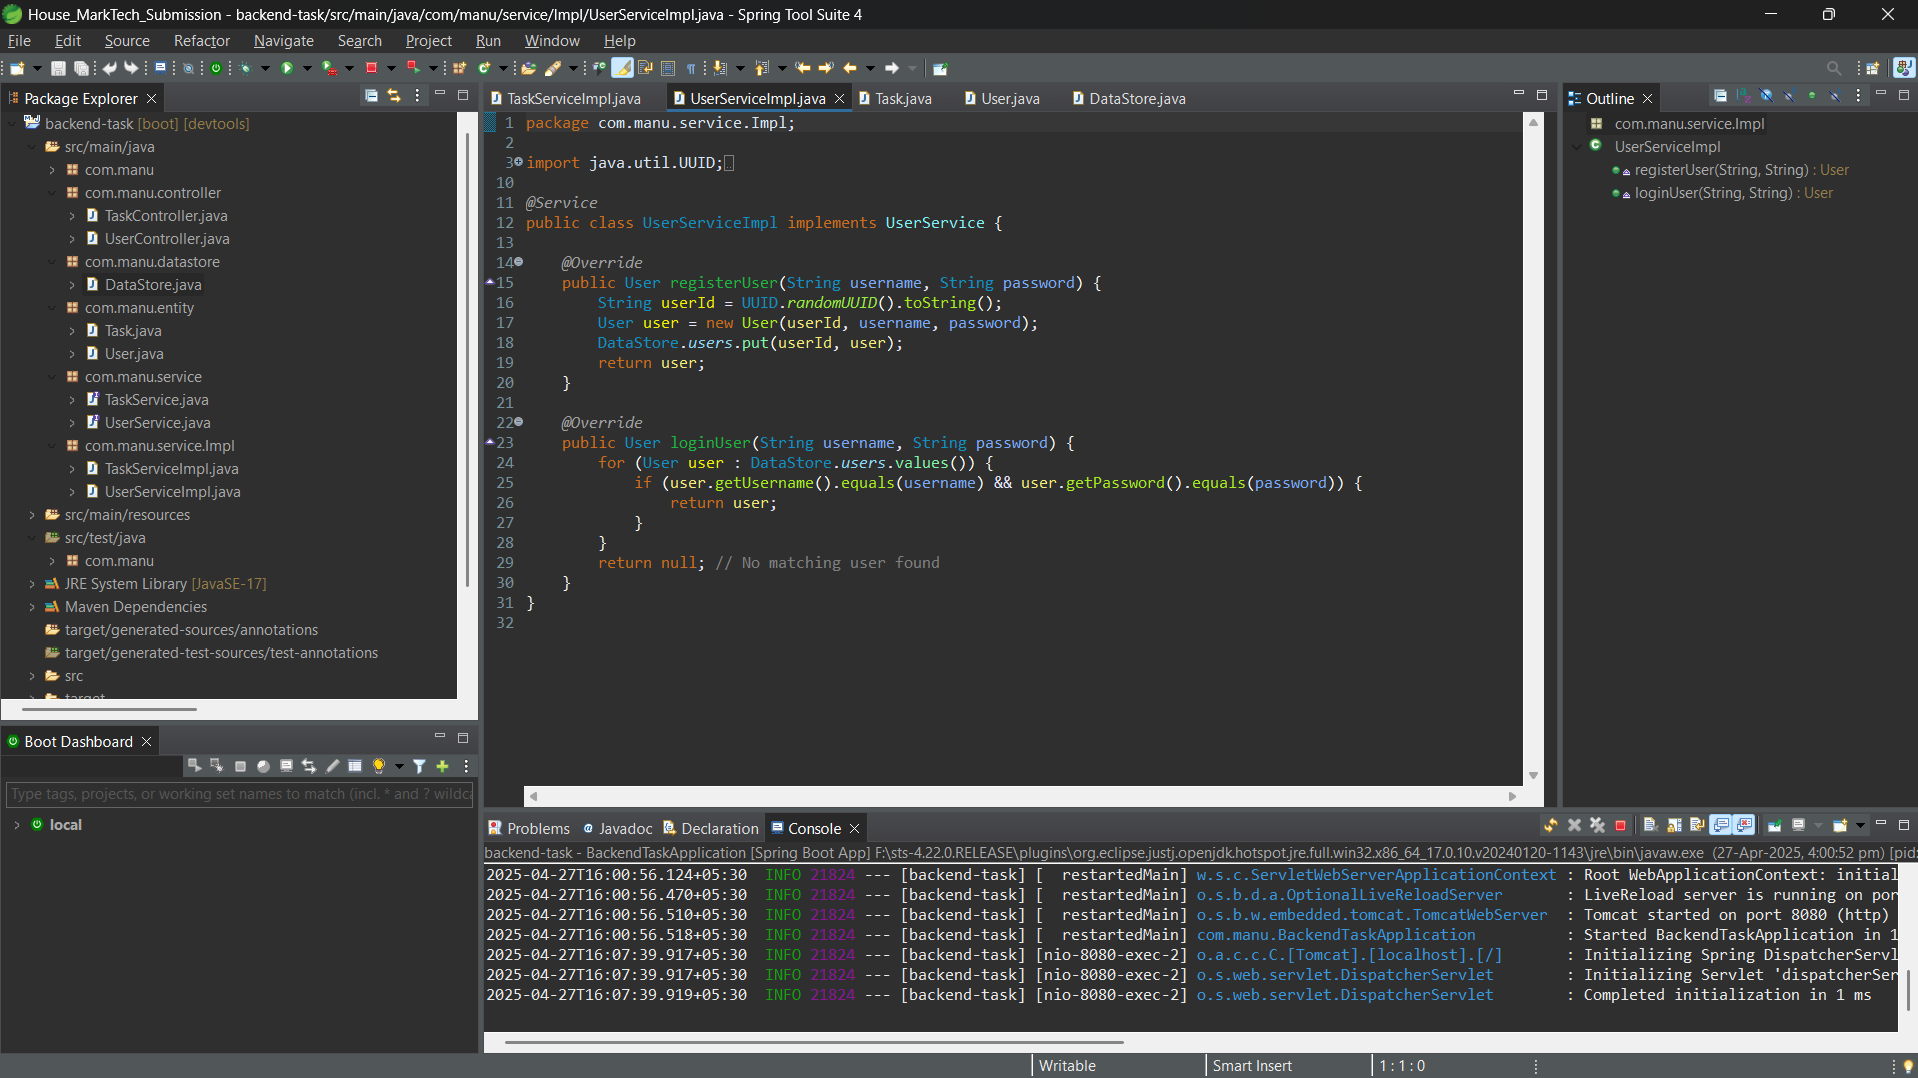 House_MarkTech_Submission - backend-task/src/main/java/com/manu/service/Impl/UserServiceImpl.java - Spring Tool Suite 4
File Edit Source Refactor Navigate Search Project Run Window Help
Package Explorer
backend-task [boot] [devtools]
src/main/java
com.manu
com.manu.controller
TaskController.java
UserController.java
com.manu.datastore
DataStore.java
com.manu.entity
Task.java
User.java
com.manu.service
TaskService.java
UserService.java
com.manu.service.Impl
TaskServiceImpl.java
UserServiceImpl.java
src/main/resources
src/test/java
com.manu
JRE System Library [JavaSE-17]
Maven Dependencies
target/generated-sources/annotations
target/generated-test-sources/test-annotations
src
target
Boot Dashboard
Type tags, projects, or working set names to match (incl. * and ? wildc
local
TaskServiceImpl.java UserServiceImpl.java Task.java User.java DataStore.java
1 package com.manu.service.Impl;
2
3 import java.util.UUID;
10
11 @Service
12 public class UserServiceImpl implements UserService {
13
14 @Override
15 public User registerUser(String username, String password) {
16 String userId = UUID.randomUUID().toString();
17 User user = new User(userId, username, password);
18 DataStore.users.put(userId, user);
19 return user;
20 }
21
22 @Override
23 public User loginUser(String username, String password) {
24 for (User user : DataStore.users.values()) {
25 if (user.getUsername().equals(username) && user.getPassword().equals(password)) {
26 return user;
27 }
28 }
29 return null; // No matching user found
30 }
31 }
32
Outline
com.manu.service.Impl
UserServiceImpl
registerUser(String, String) : User
loginUser(String, String) : User
Problems Javadoc Declaration Console
backend-task - BackendTaskApplication [Spring Boot App] F:\sts-4.22.0.RELEASE\plugins\org.eclipse.justj.openjdk.hotspot.jre.full.win32.x86_64_17.0.10.v20240120-1143\jre\bin\javaw.exe (27-Apr-2025, 4:00:52 pm) [pid:
2025-04-27T16:00:56.124+05:30 INFO 21824 --- [backend-task] [ restartedMain] w.s.c.ServletWebServerApplicationContext : Root WebApplicationContext: initial
2025-04-27T16:00:56.470+05:30 INFO 21824 --- [backend-task] [ restartedMain] o.s.b.d.a.OptionalLiveReloadServer : LiveReload server is running on por
2025-04-27T16:00:56.510+05:30 INFO 21824 --- [backend-task] [ restartedMain] o.s.b.w.embedded.tomcat.TomcatWebServer : Tomcat started on port 8080 (http)
2025-04-27T16:00:56.518+05:30 INFO 21824 --- [backend-task] [ restartedMain] com.manu.BackendTaskApplication : Started BackendTaskApplication in 1
2025-04-27T16:07:39.917+05:30 INFO 21824 --- [backend-task] [nio-8080-exec-2] o.a.c.c.C.[Tomcat].[localhost].[/] : Initializing Spring DispatcherServl
2025-04-27T16:07:39.917+05:30 INFO 21824 --- [backend-task] [nio-8080-exec-2] o.s.web.servlet.DispatcherServlet : Initializing Servlet 'dispatcherSer
2025-04-27T16:07:39.919+05:30 INFO 21824 --- [backend-task] [nio-8080-exec-2] o.s.web.servlet.DispatcherServlet : Completed initialization in 1 ms
Writable Smart Insert 1 : 1 : 0